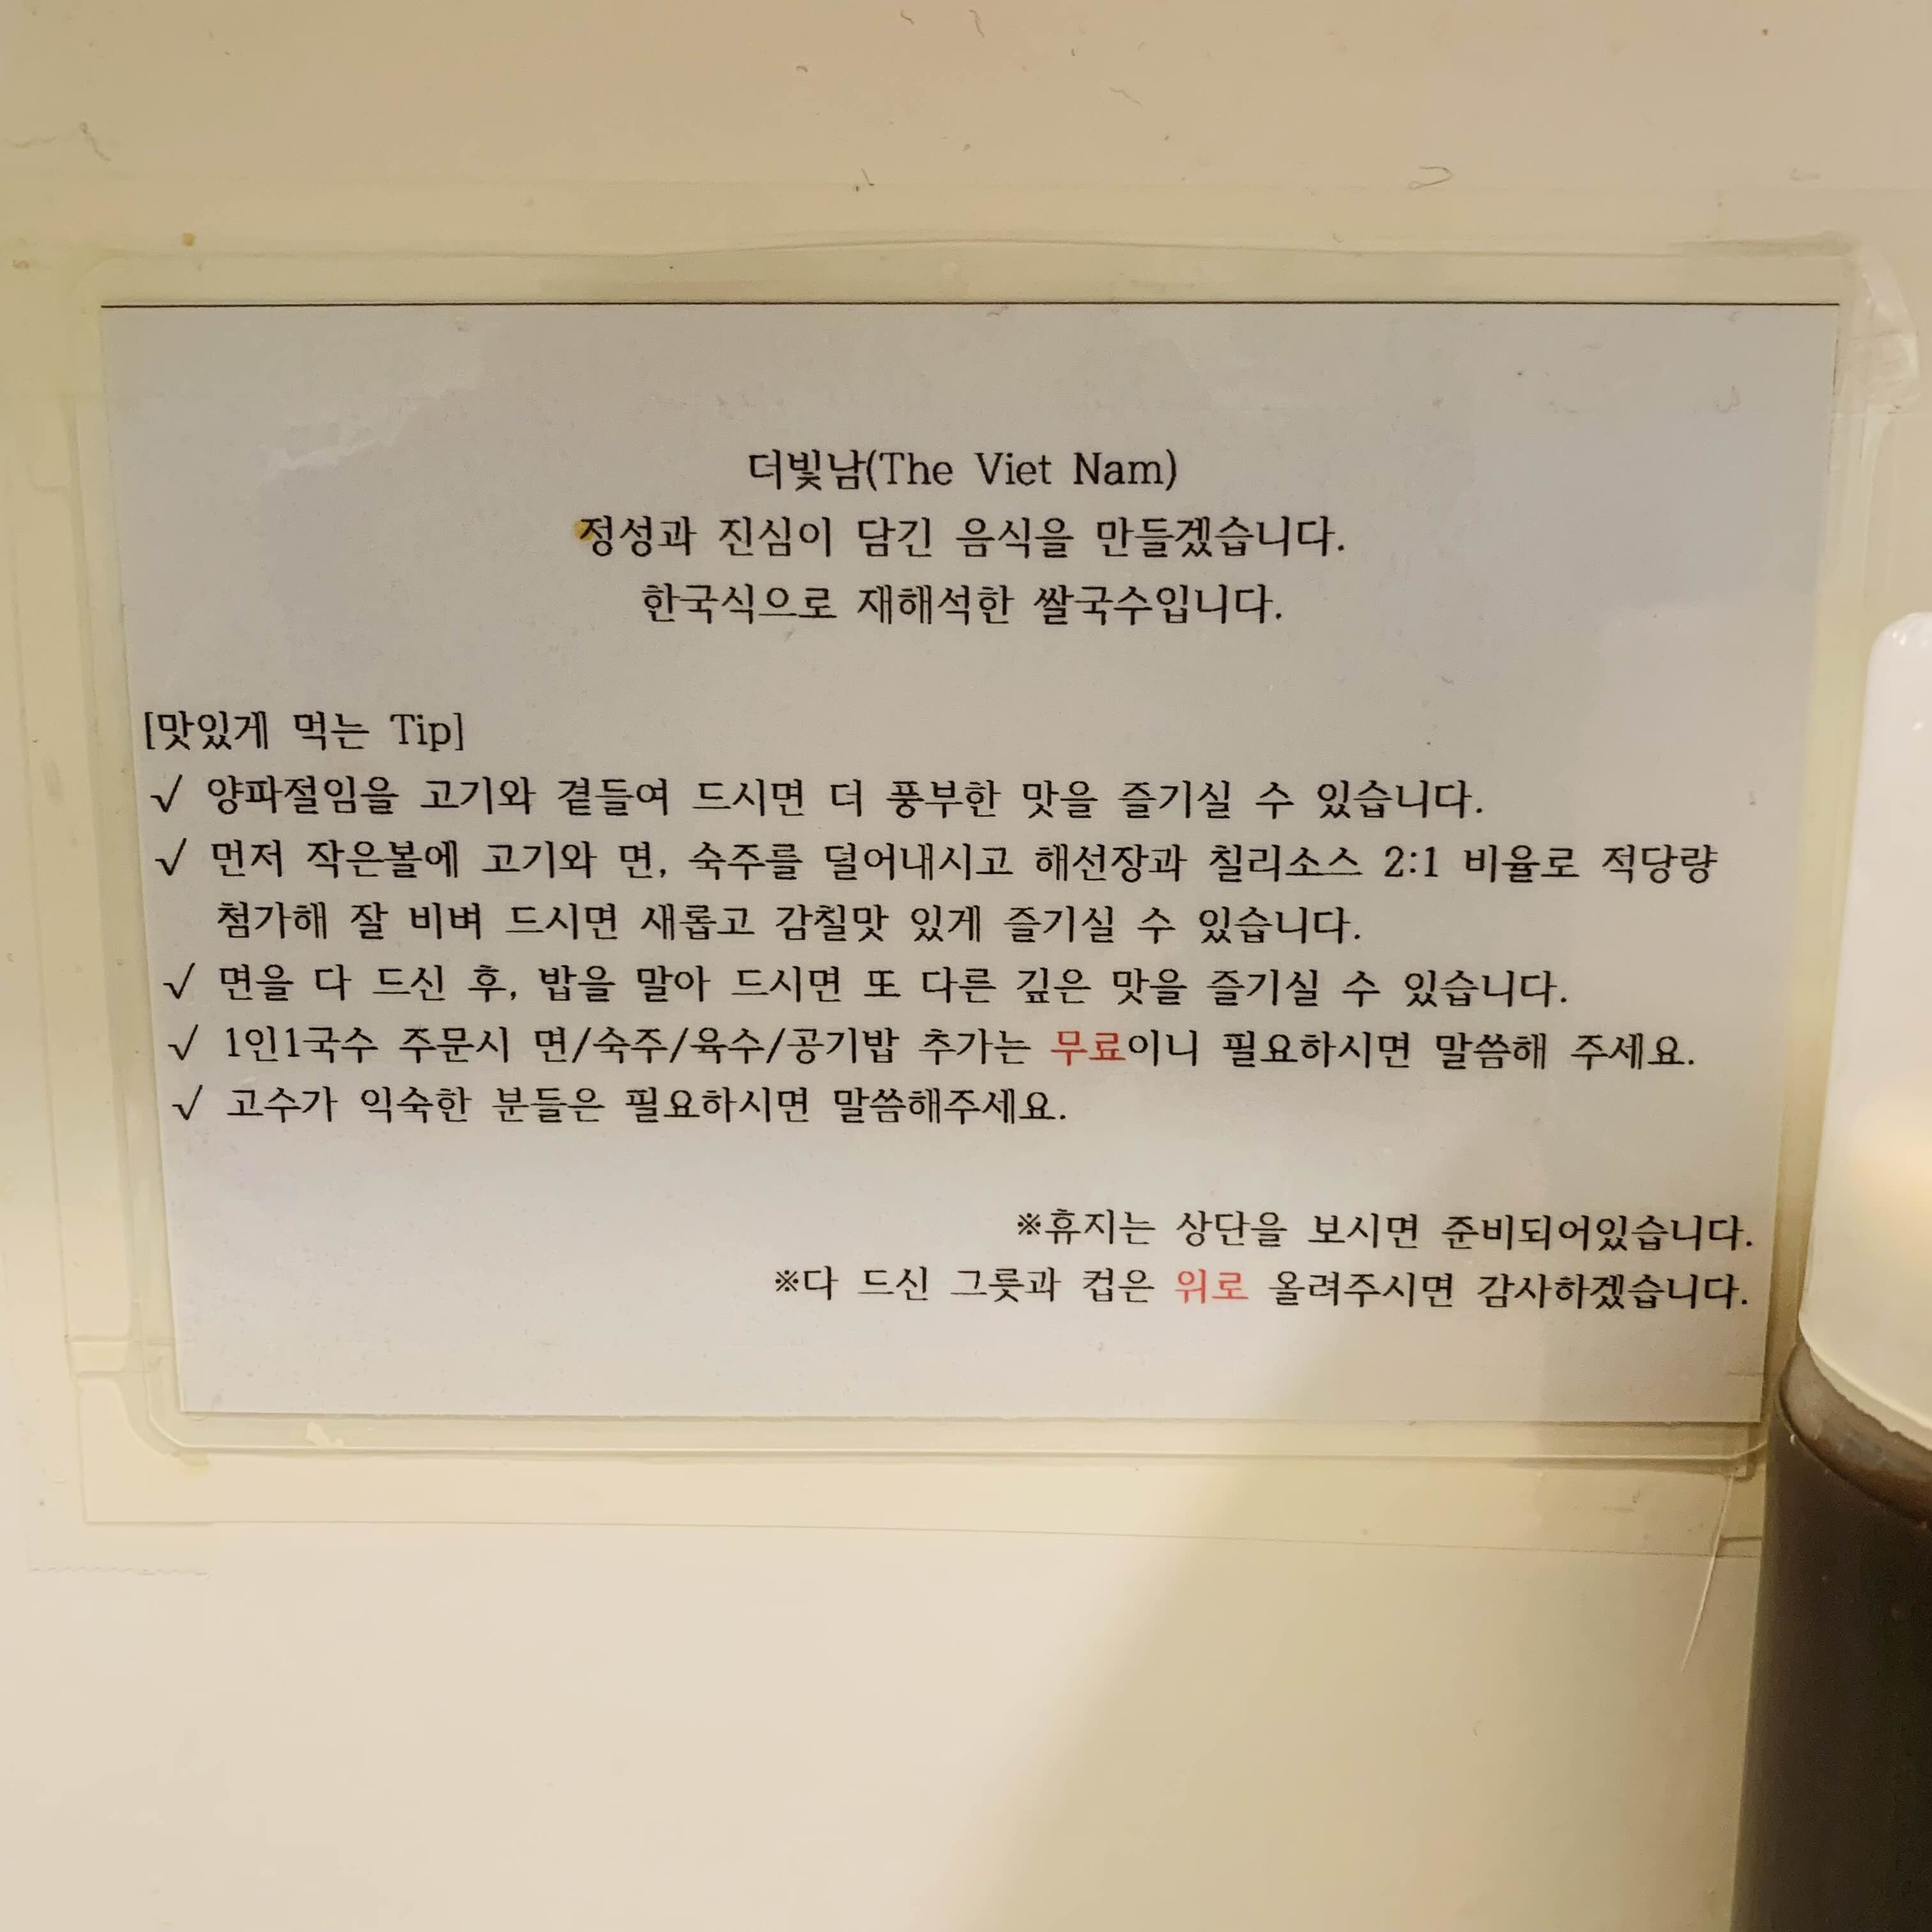 더빛남(The Viet Nam)
정성과 진심이 담긴 음식을 만들겠습니다.
한국식으로 재해석한 쌀국수입니다.
[맛있게 먹는 Tip]
√ 양파절임을 고기와 곁들여 드시면 더 풍부한 맛을 즐기실 수 있습니다.
√ 먼저 작은볼에 고기와 면, 숙주를 덜어내시고 해선장과 칠리소스 2:1 비율로 적당량
첨가해 잘 비벼 드시면 새롭고 감칠맛 있게 즐기실 수 있습니다.
√ 면을 다 드신 후, 밥을 말아 드시면 또 다른 깊은 맛을 즐기실 수 있습니다.
√ 1인1국수 주문시 면/숙주/육수/공기밥 추가는 무료이니 필요하시면 말씀해 주세요.
√ 고수가 익숙한 분들은 필요하시면 말씀해주세요.
※휴지는 상단을 보시면 준비되어있습니다.
※다 드신 그릇과 컵은 위로 올려주시면 감사하겠습니다.